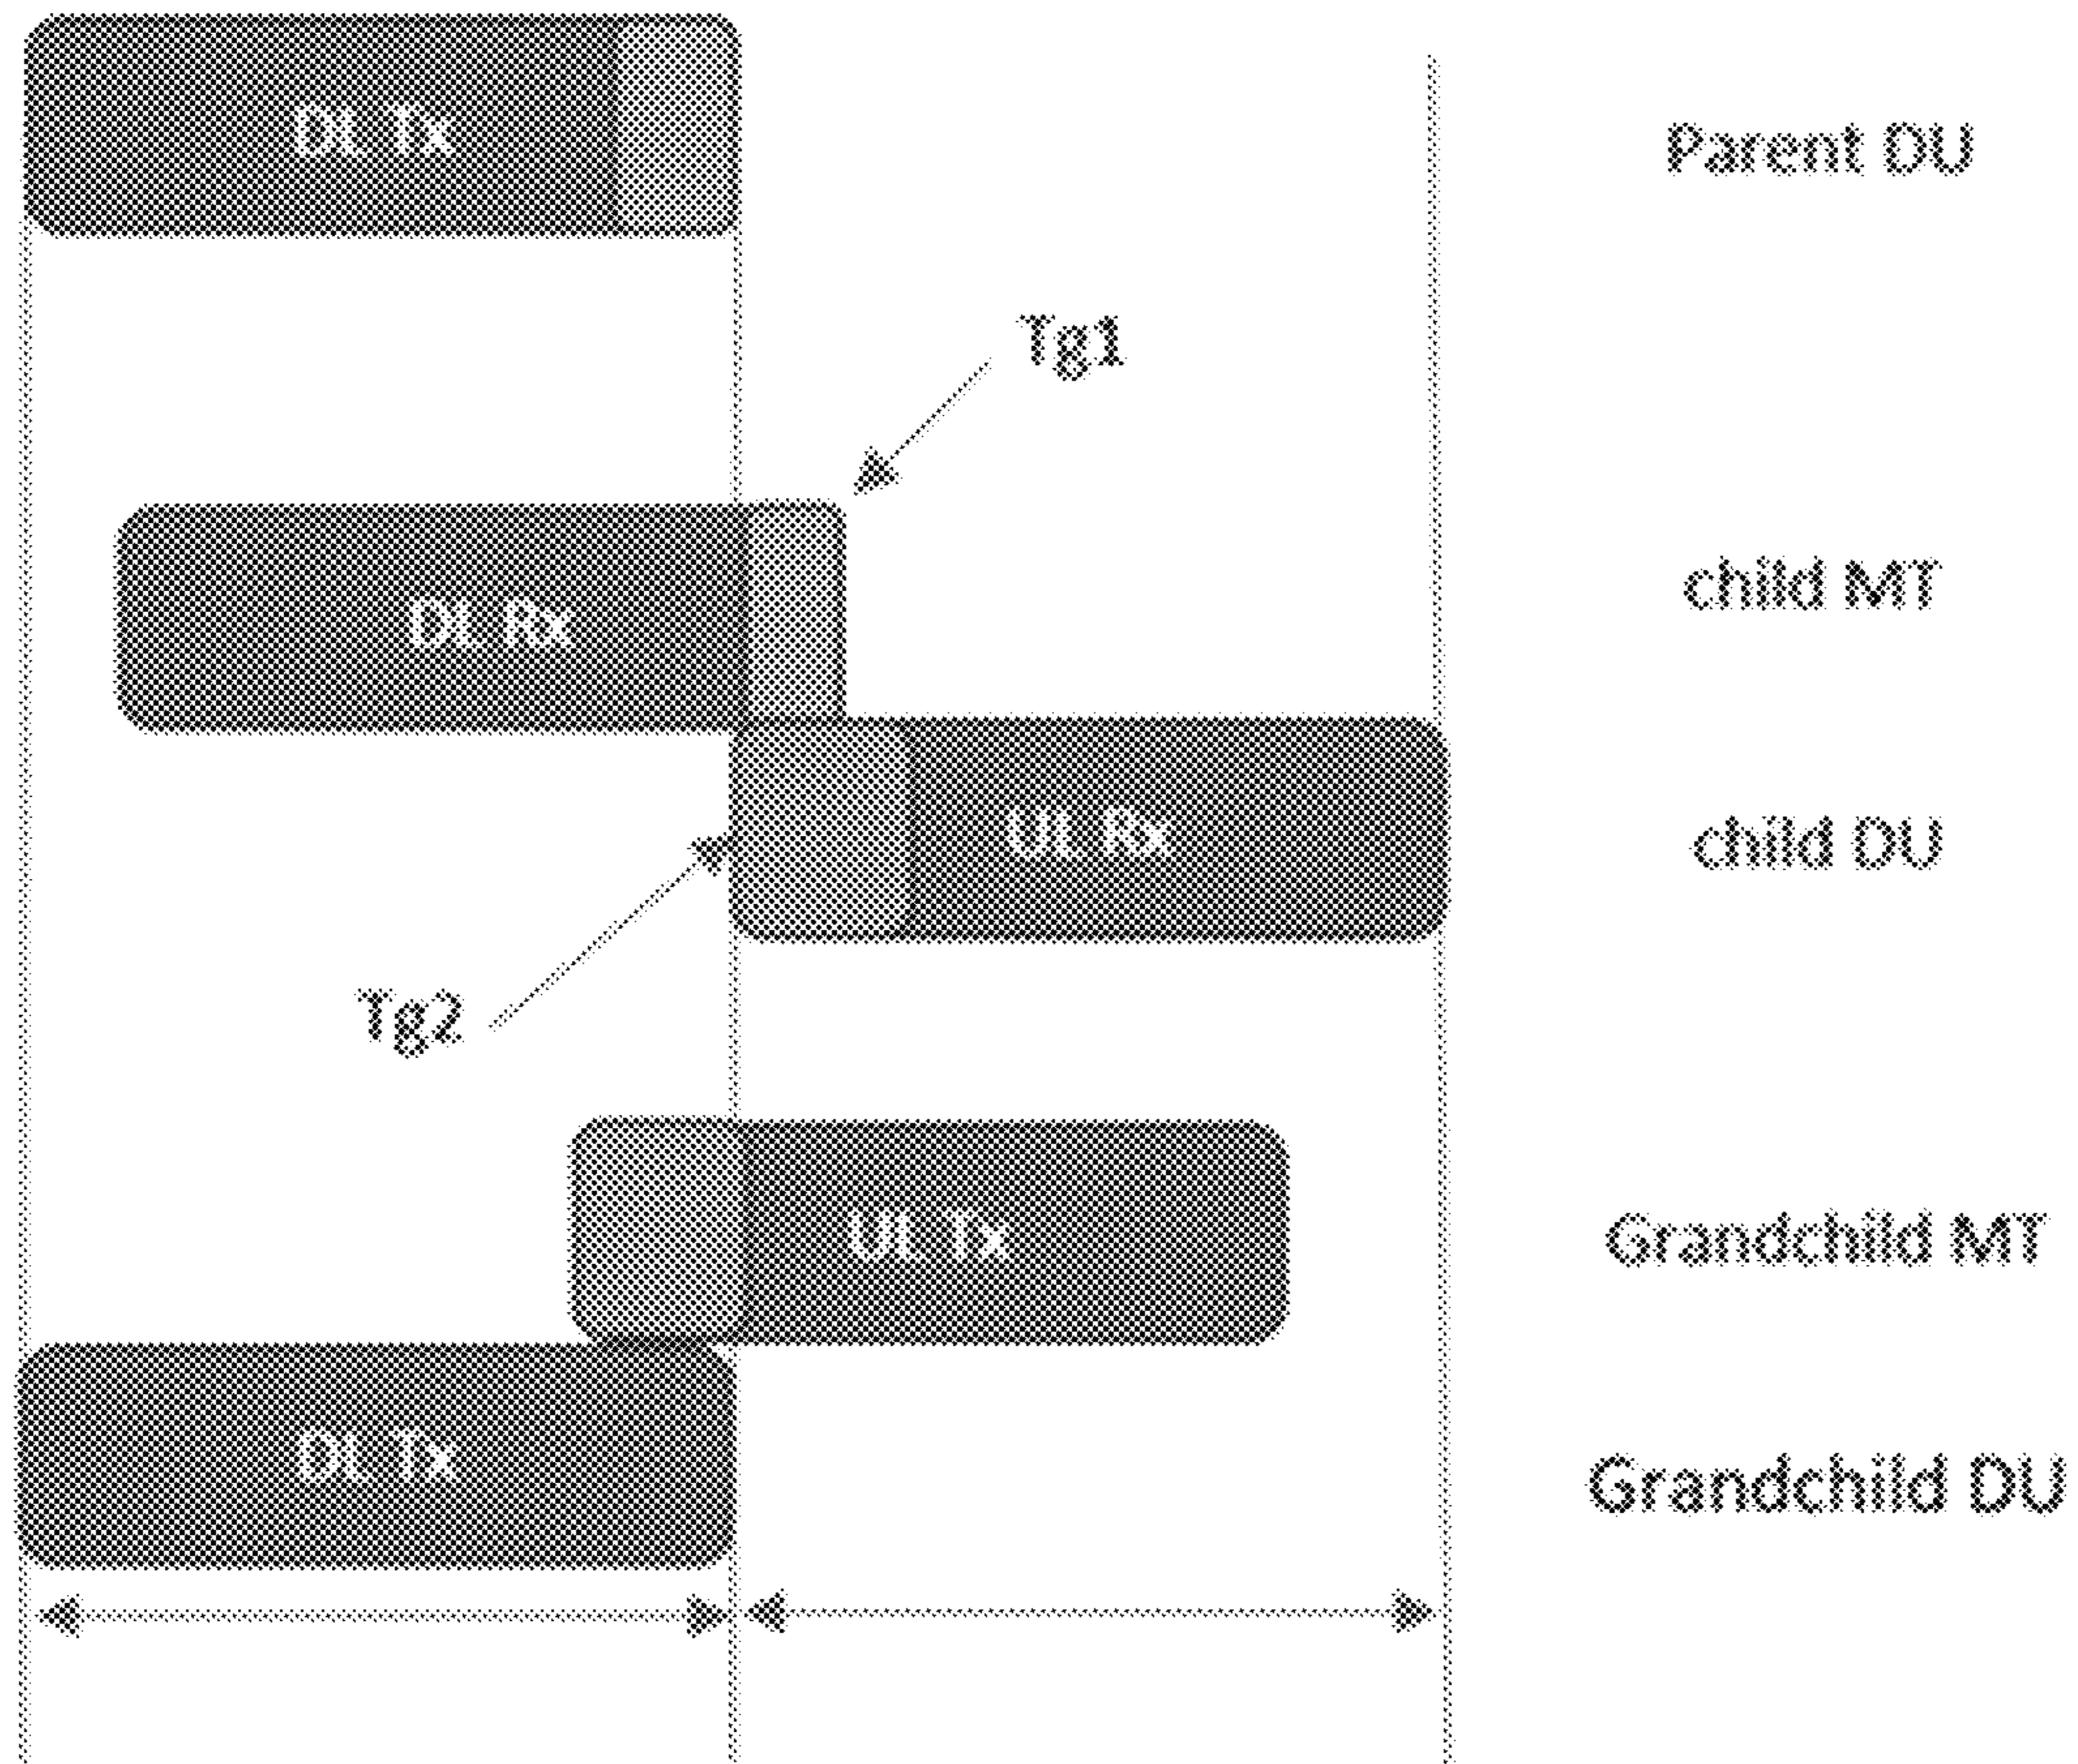 DL Tx
Parent DU
Tg1
DL Rx
child MT
UL Rx
child DU
Tg2
UL Tx
Grandchild MT
DL Tx
Grandchild DU